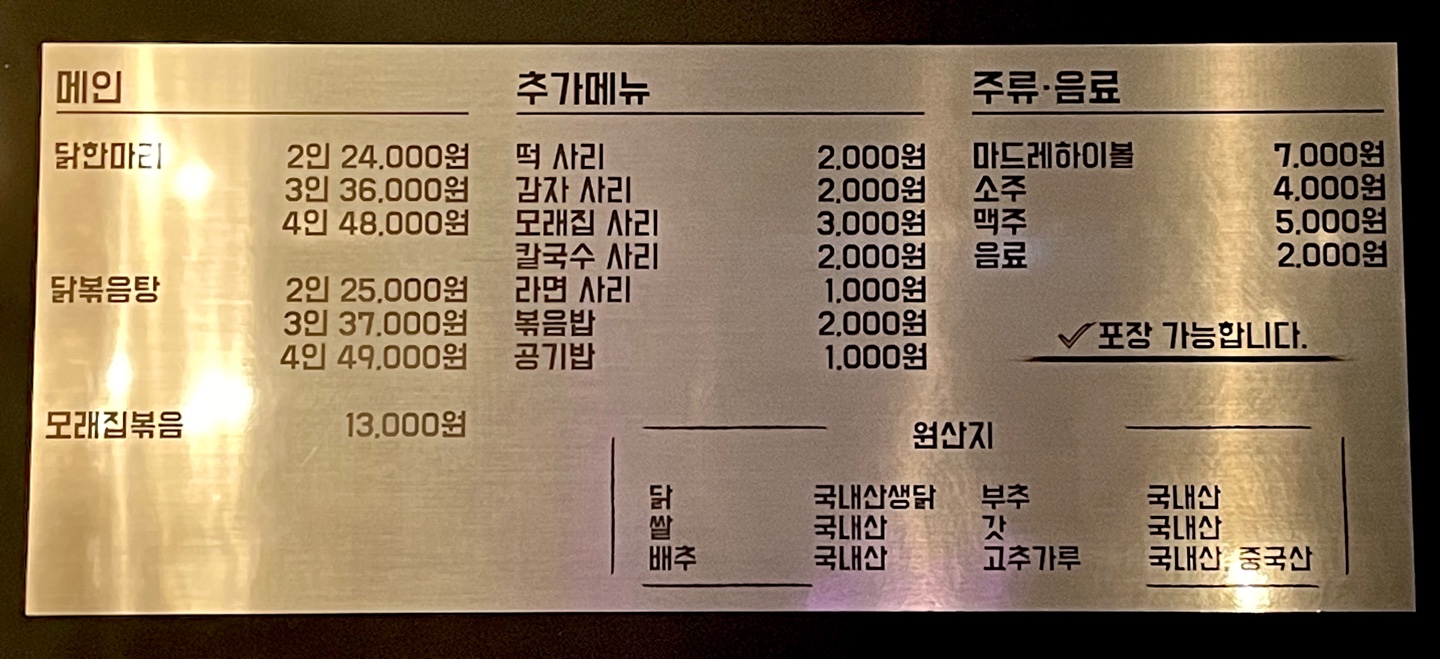 메인
닭한마리 2인 24,000원
3인 36,000원
4인 48,000원
닭볶음탕 2인 25,000원
3인 37,000원
4인 49,000원
모래집볶음 13,000원
추가메뉴
떡 사리 2,000원
감자 사리 2,000원
모래집 사리 3,000원
칼국수 사리 2,000원
라면 사리 1,000원
볶음밥 2,000원
공기밥 1,000원
주류·음료
마드레하이볼 7,000원
소주 4,000원
맥주 5,000원
음료 2,000원
✓포장 가능합니다.
원산지
닭 국내산생닭 부추 국내산
쌀 국내산 갓 국내산
배추 국내산 고추가루 국내산, 중국산